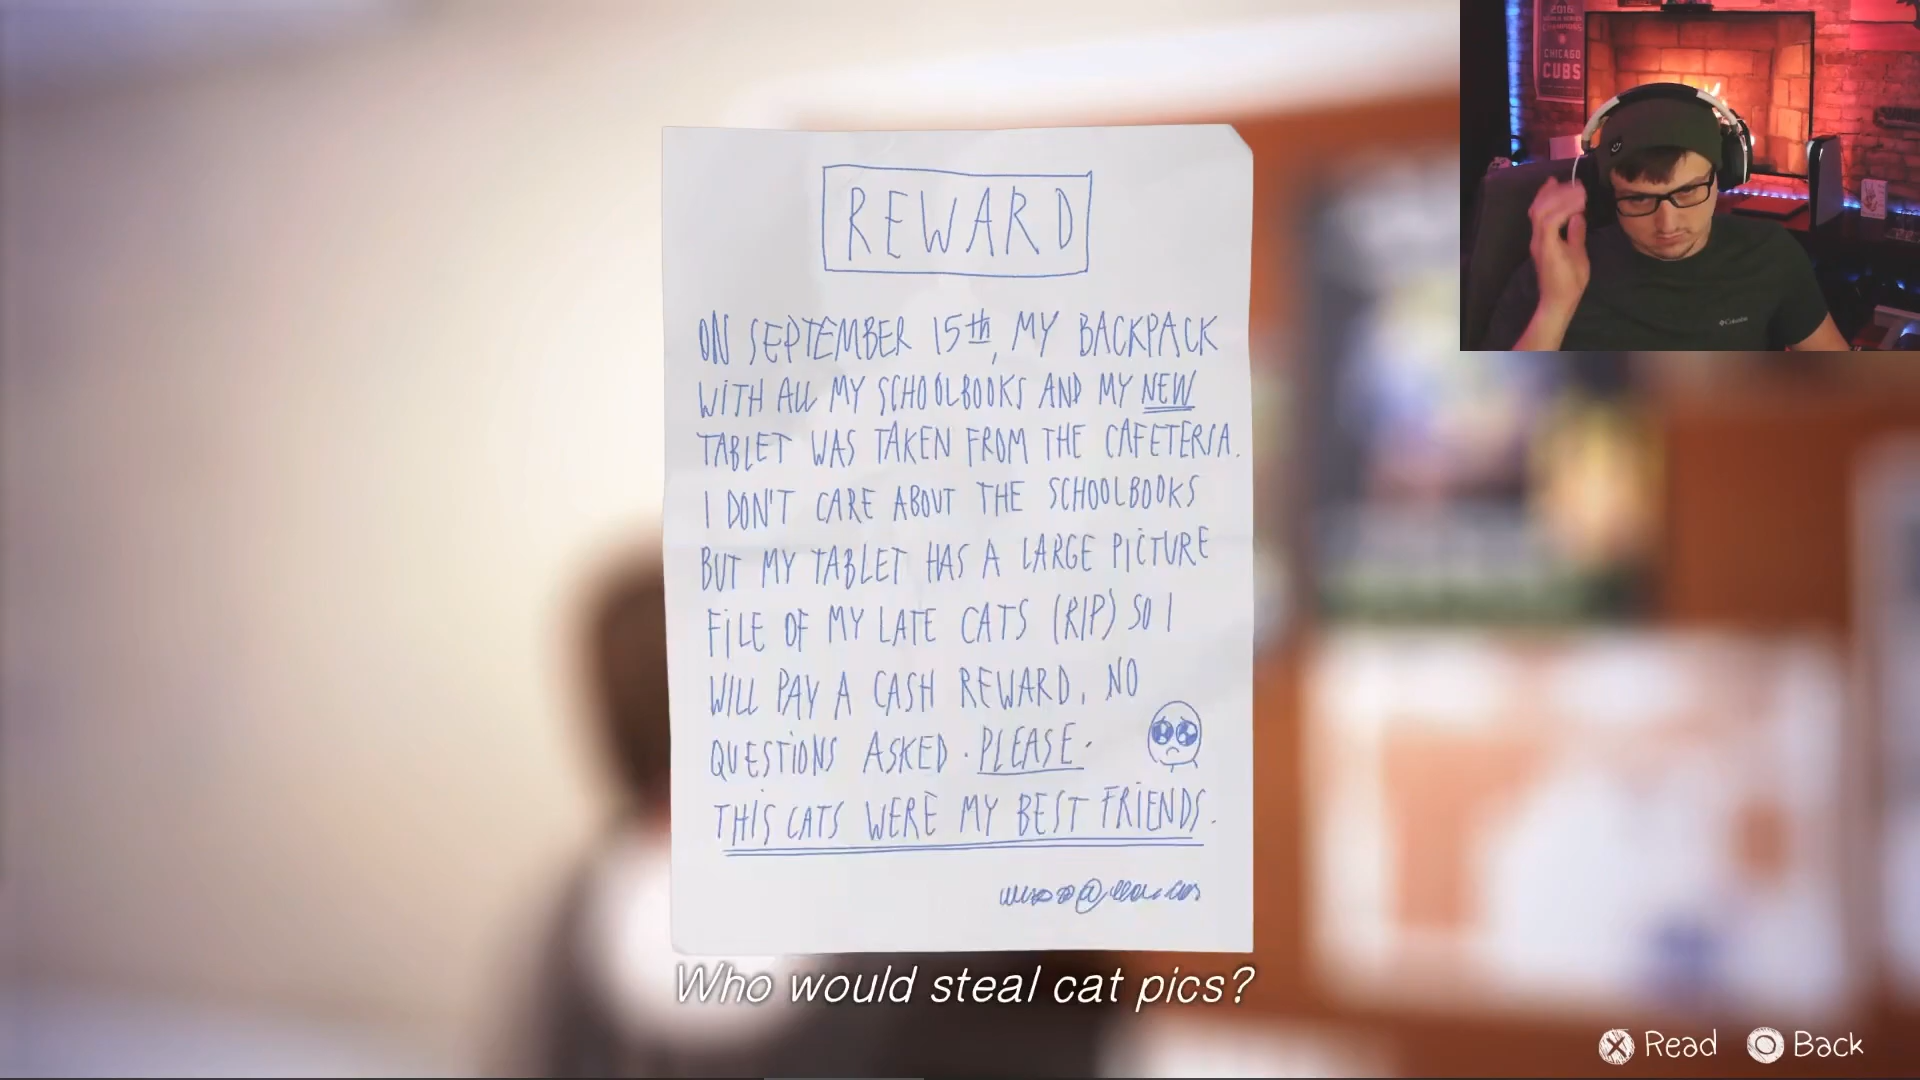 2016
CHICAGO
CUBS
REWARD
ON SEPTEMBER 15th, MY BACKPACK
WITH ALL MY SCHOOLBOOKS AND MY NEW
TABLET WAS TAKEN FROM THE CAFETERIA.
I DON'T CARE ABOUT THE SCHOOLBOOKS
BUT MY TABLET HAS A LARGE PICTURE
FILE OF MY LATE CATS (RIP) SO I
WILL PAY A CASH REWARD, NO
QUESTIONS ASKED. PLEASE.
THIS CATS WERE MY BEST FRIENDS.
Who would steal cat pics?
Read
Back